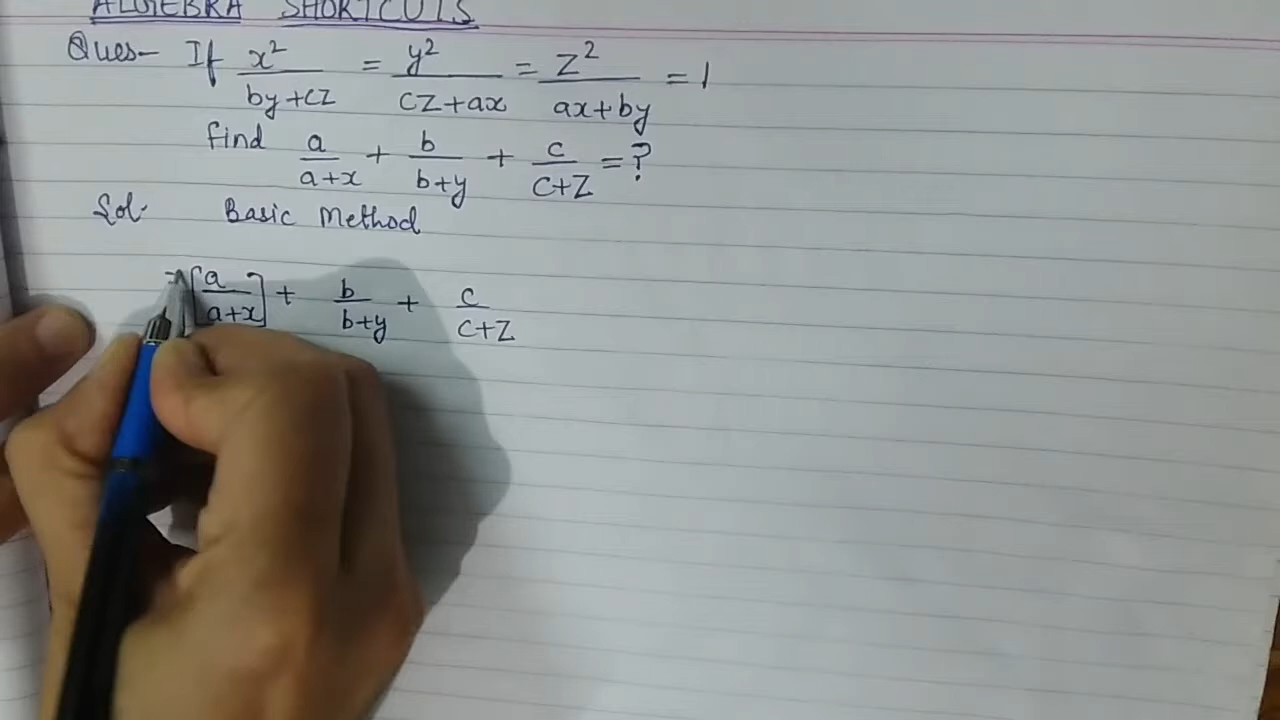 ALGEBRA SHORTCUTS
Ques- If x²/(by+cz) = y²/(cz+ax) = z²/(ax+by) = 1
find a/(a+x) + b/(b+y) + c/(c+z) = ?
Sol. Basic Method
[a/(a+x)] + b/(b+y) + c/(c+z)